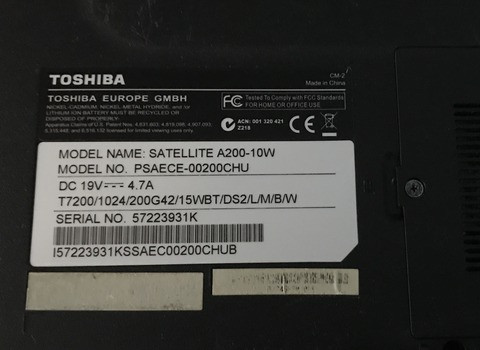 CM-2
TOSHIBA
Made in China
TOSHIBA EUROPE GMBH
NICKEL-CADMIUM, NICKEL-METAL HYDRIDE, and /or
LITHIUM ION BATTERY MUST BE RECYCLED OR
DISPOSED OF PROPERLY.
FC Tested To Comply with FCC Standards
FOR HOME OR OFFICE USE
ACN: 001 320 421
2218
MODEL NAME: SATELLITE A200-10W
MODEL NO. PSAECE-00200CHU
DC 19V 4.7A
T7200/1024/200G42/15WBT/DS2/L/M/B/W
SERIAL NO. 57223931K
I57223931KSSAEC00200CHUB